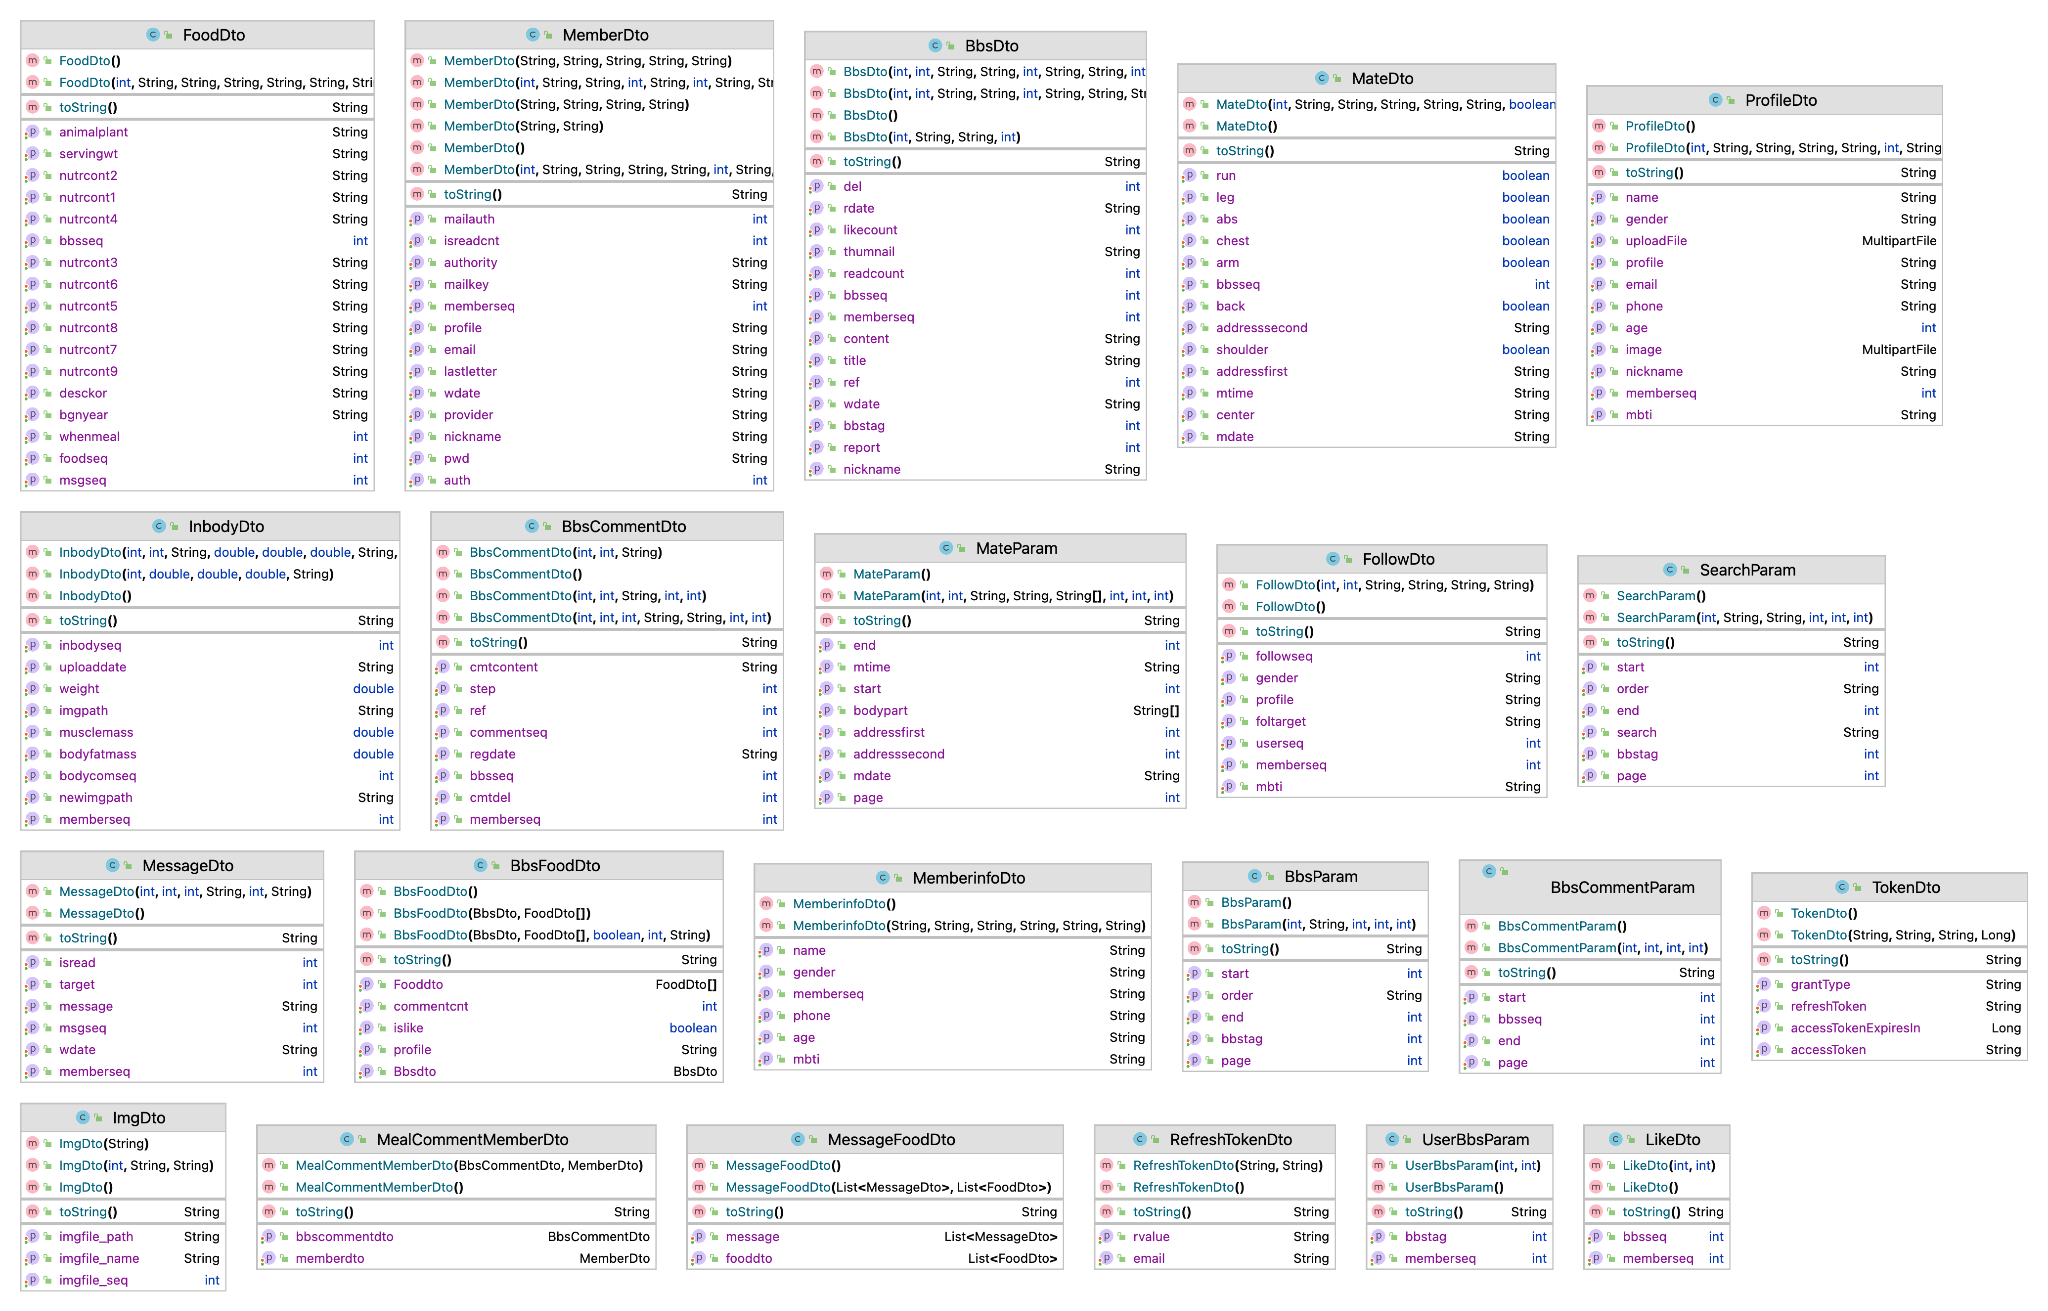 FoodDto
FoodDto()
FoodDto(int, String, String, String, String, Stri
toString() String
animalplant String
servingwt String
nutrcont2 String
nutrcont1 String
nutrcont4 String
bbsseq int
nutrcont3 String
nutrcont6 String
nutrcont5 String
nutrcont8 String
nutrcont7 String
nutrcont9 String
desckor String
bgnyear String
whenmeal int
foodseq int
msgseq int
MemberDto
MemberDto(String, String, String, String, String)
MemberDto(int, String, String, int, String, int, String, Str
MemberDto(String, String, String, String)
MemberDto(String, String)
MemberDto()
MemberDto(int, String, String, String, String, int, String,
toString() String
mailauth int
isreadcnt int
authority String
mailkey String
memberseq int
profile String
email String
lastletter String
wdate String
provider String
nickname String
pwd String
auth int
BbsDto
BbsDto(int, int, String, String, int, String, String, int
BbsDto(int, int, String, String, int, String, String, Str
BbsDto()
BbsDto(int, String, String, int)
toString() String
del int
rdate String
likecount int
thumnail String
readcount int
bbsseq int
memberseq int
content String
title String
ref int
wdate String
bbstag int
report int
nickname String
MateDto
MateDto(int, String, String, String, String, String, boolean
MateDto()
toString() String
run boolean
leg boolean
abs boolean
chest boolean
arm boolean
bbsseq int
back boolean
addresssecond String
shoulder boolean
addressfirst String
mtime String
center String
mdate String
ProfileDto
ProfileDto()
ProfileDto(int, String, String, String, String, int, String
toString() String
name String
gender String
uploadFile MultipartFile
profile String
email String
phone String
age int
image MultipartFile
nickname String
memberseq int
mbti String
InbodyDto
InbodyDto(int, int, String, double, double, double, String,
InbodyDto(int, double, double, double, String)
InbodyDto()
toString() String
inbodyseq int
uploaddate String
weight double
imgpath String
musclemass double
bodyfatmass double
bodycomseq int
newimgpath String
memberseq int
BbsCommentDto
BbsCommentDto(int, int, String)
BbsCommentDto()
BbsCommentDto(int, int, String, int, int)
BbsCommentDto(int, int, int, String, String, int, int)
toString() String
cmtcontent String
step int
ref int
commentseq int
regdate String
bbsseq int
cmtdel int
memberseq int
MateParam
MateParam()
MateParam(int, int, String, String, String[], int, int, int)
toString() String
end int
mtime String
start int
bodypart String[]
addressfirst int
addresssecond int
mdate String
page int
FollowDto
FollowDto(int, int, String, String, String, String)
FollowDto()
toString() String
followseq int
gender String
profile String
foltarget String
userseq int
memberseq int
mbti String
SearchParam
SearchParam()
SearchParam(int, String, String, int, int, int)
toString() String
start int
order String
end int
search String
bbstag int
page int
MessageDto
MessageDto(int, int, int, String, int, String)
MessageDto()
toString() String
isread int
target int
message String
msgseq int
wdate String
memberseq int
BbsFoodDto
BbsFoodDto()
BbsFoodDto(BbsDto, FoodDto[])
BbsFoodDto(BbsDto, FoodDto[], boolean, int, String)
toString() String
Fooddto FoodDto[]
commentcnt int
islike boolean
profile String
Bbsdto BbsDto
MemberinfoDto
MemberinfoDto()
MemberinfoDto(String, String, String, String, String, String)
name String
gender String
memberseq String
phone String
age String
mbti String
BbsParam
BbsParam()
BbsParam(int, String, int, int, int)
toString() String
start int
order String
end int
bbstag int
page int
BbsCommentParam
BbsCommentParam()
BbsCommentParam(int, int, int, int)
toString() String
start int
bbsseq int
end int
page int
TokenDto
TokenDto()
TokenDto(String, String, String, Long)
toString() String
grantType String
refreshToken String
accessTokenExpiresIn Long
accessToken String
ImgDto
ImgDto(String)
ImgDto(int, String, String)
ImgDto()
toString() String
imgfile_path String
imgfile_name String
imgfile_seq int
MealCommentMemberDto
MealCommentMemberDto(BbsCommentDto, MemberDto)
MealCommentMemberDto()
toString() String
bbscommentdto BbsCommentDto
memberdto MemberDto
MessageFoodDto
MessageFoodDto()
MessageFoodDto(List<MessageDto>, List<FoodDto>)
toString() String
message List<MessageDto>
fooddto List<FoodDto>
RefreshTokenDto
RefreshTokenDto(String, String)
RefreshTokenDto()
toString() String
rvalue String
email String
UserBbsParam
UserBbsParam(int, int)
UserBbsParam()
toString() String
bbstag int
memberseq int
LikeDto
LikeDto(int, int)
LikeDto()
toString() String
bbsseq int
memberseq int